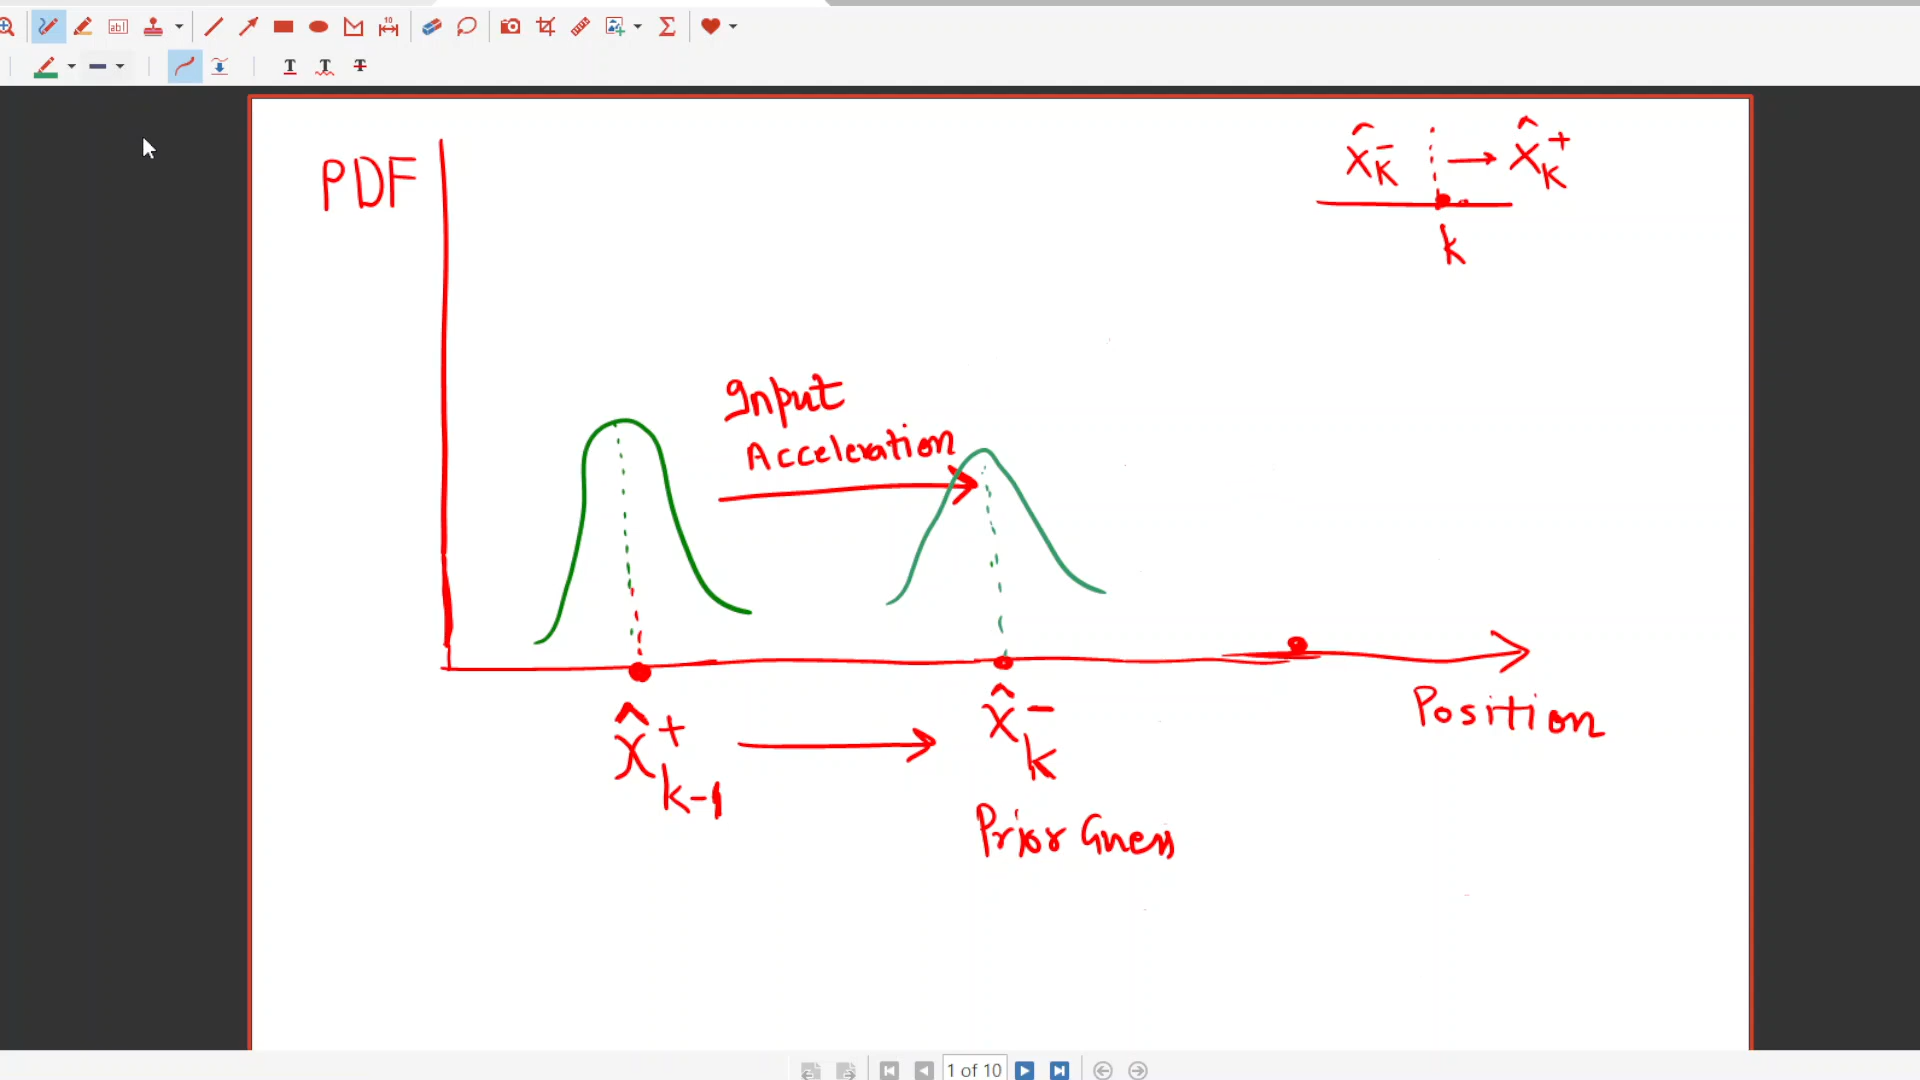 PDF
x̂⁻k → x̂⁺k
k
Input
Acceleration
x̂⁺k-1 → x̂⁻k
Position
Prior Guess
1 of 10